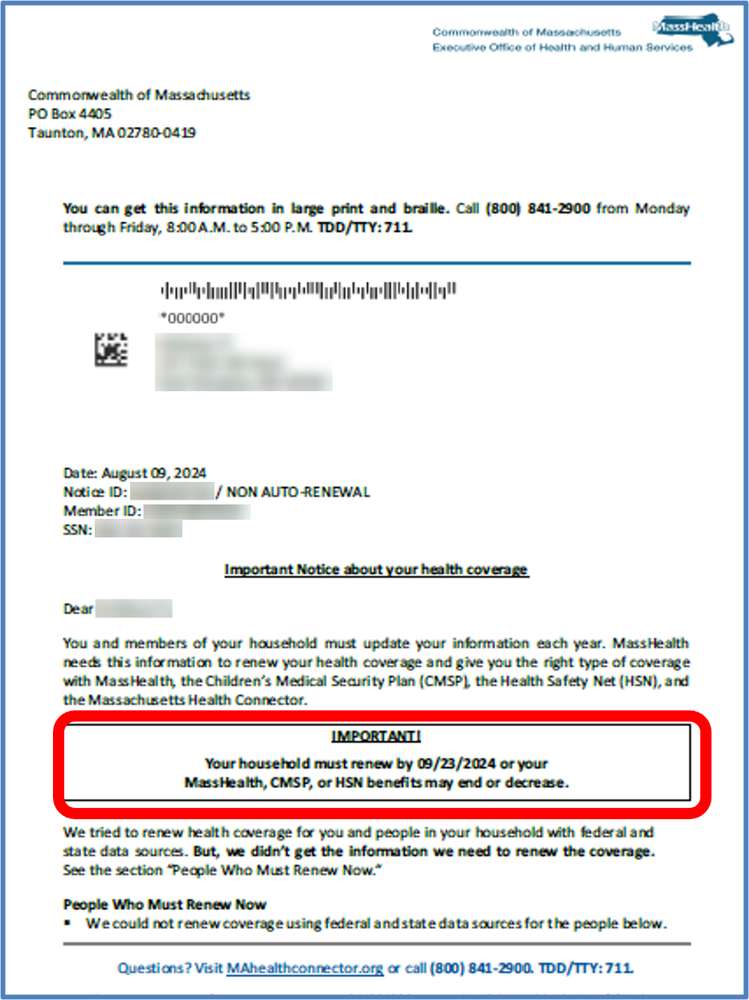 Commonwealth of Massachusetts
Executive Office of Health and Human Services
MassHealth
Commonwealth of Massachusetts
PO Box 4405
Taunton, MA 02780-0419
You can get this information in large print and braille. Call (800) 841-2900 from Monday
through Friday, 8:00 A.M. to 5:00 P.M. TDD/TTY: 711.
*000000*
Date: August 09, 2024
Notice ID: / NON AUTO-RENEWAL
Member ID:
SSN:
Important Notice about your health coverage
Dear
You and members of your household must update your information each year. MassHealth
needs this information to renew your health coverage and give you the right type of coverage
with MassHealth, the Children's Medical Security Plan (CMSP), the Health Safety Net (HSN), and
the Massachusetts Health Connector.
IMPORTANT!
Your household must renew by 09/23/2024 or your
MassHealth, CMSP, or HSN benefits may end or decrease.
We tried to renew health coverage for you and people in your household with federal and
state data sources. But, we didn't get the information we need to renew the coverage.
See the section "People Who Must Renew Now."
People Who Must Renew Now
▪ We could not renew coverage using federal and state data sources for the people below.
Questions? Visit MAhealthconnector.org or call (800) 841-2900. TDD/TTY: 711.